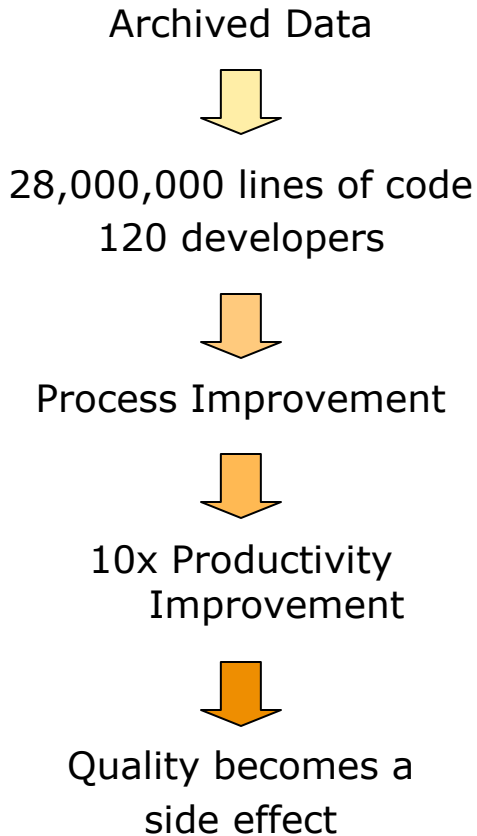 Archived Data
28,000,000 lines of code
120 developers
Process Improvement
10x Productivity
Improvement
Quality becomes a
side effect